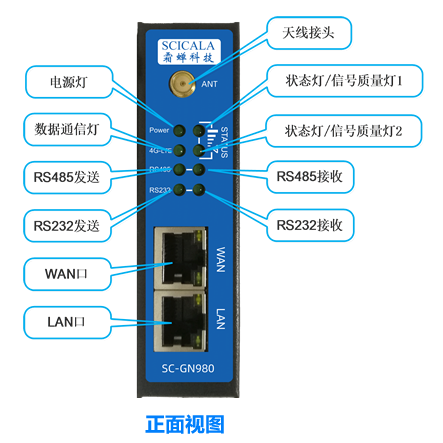 天线接头
SCICALA
霜蝉科技
ANT
电源灯
状态灯/信号质量灯1
Power
STATUS
数据通信灯
4G-LTE
状态灯/信号质量灯2
RS485发送
RS485
RS485接收
RS232发送
RS232
RS232接收
WAN口
WAN
LAN口
LAN
SC-GN980
正面视图